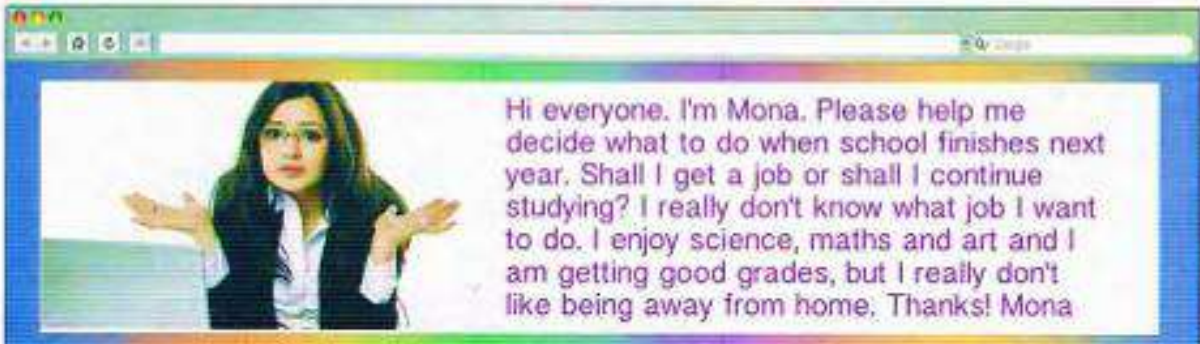 Hi everyone. I'm Mona. Please help me
decide what to do when school finishes next
year. Shall I get a job or shall I continue
studying? I really don't know what job I want
to do. I enjoy science, maths and art and I
am getting good grades, but I really don't
like being away from home. Thanks! Mona